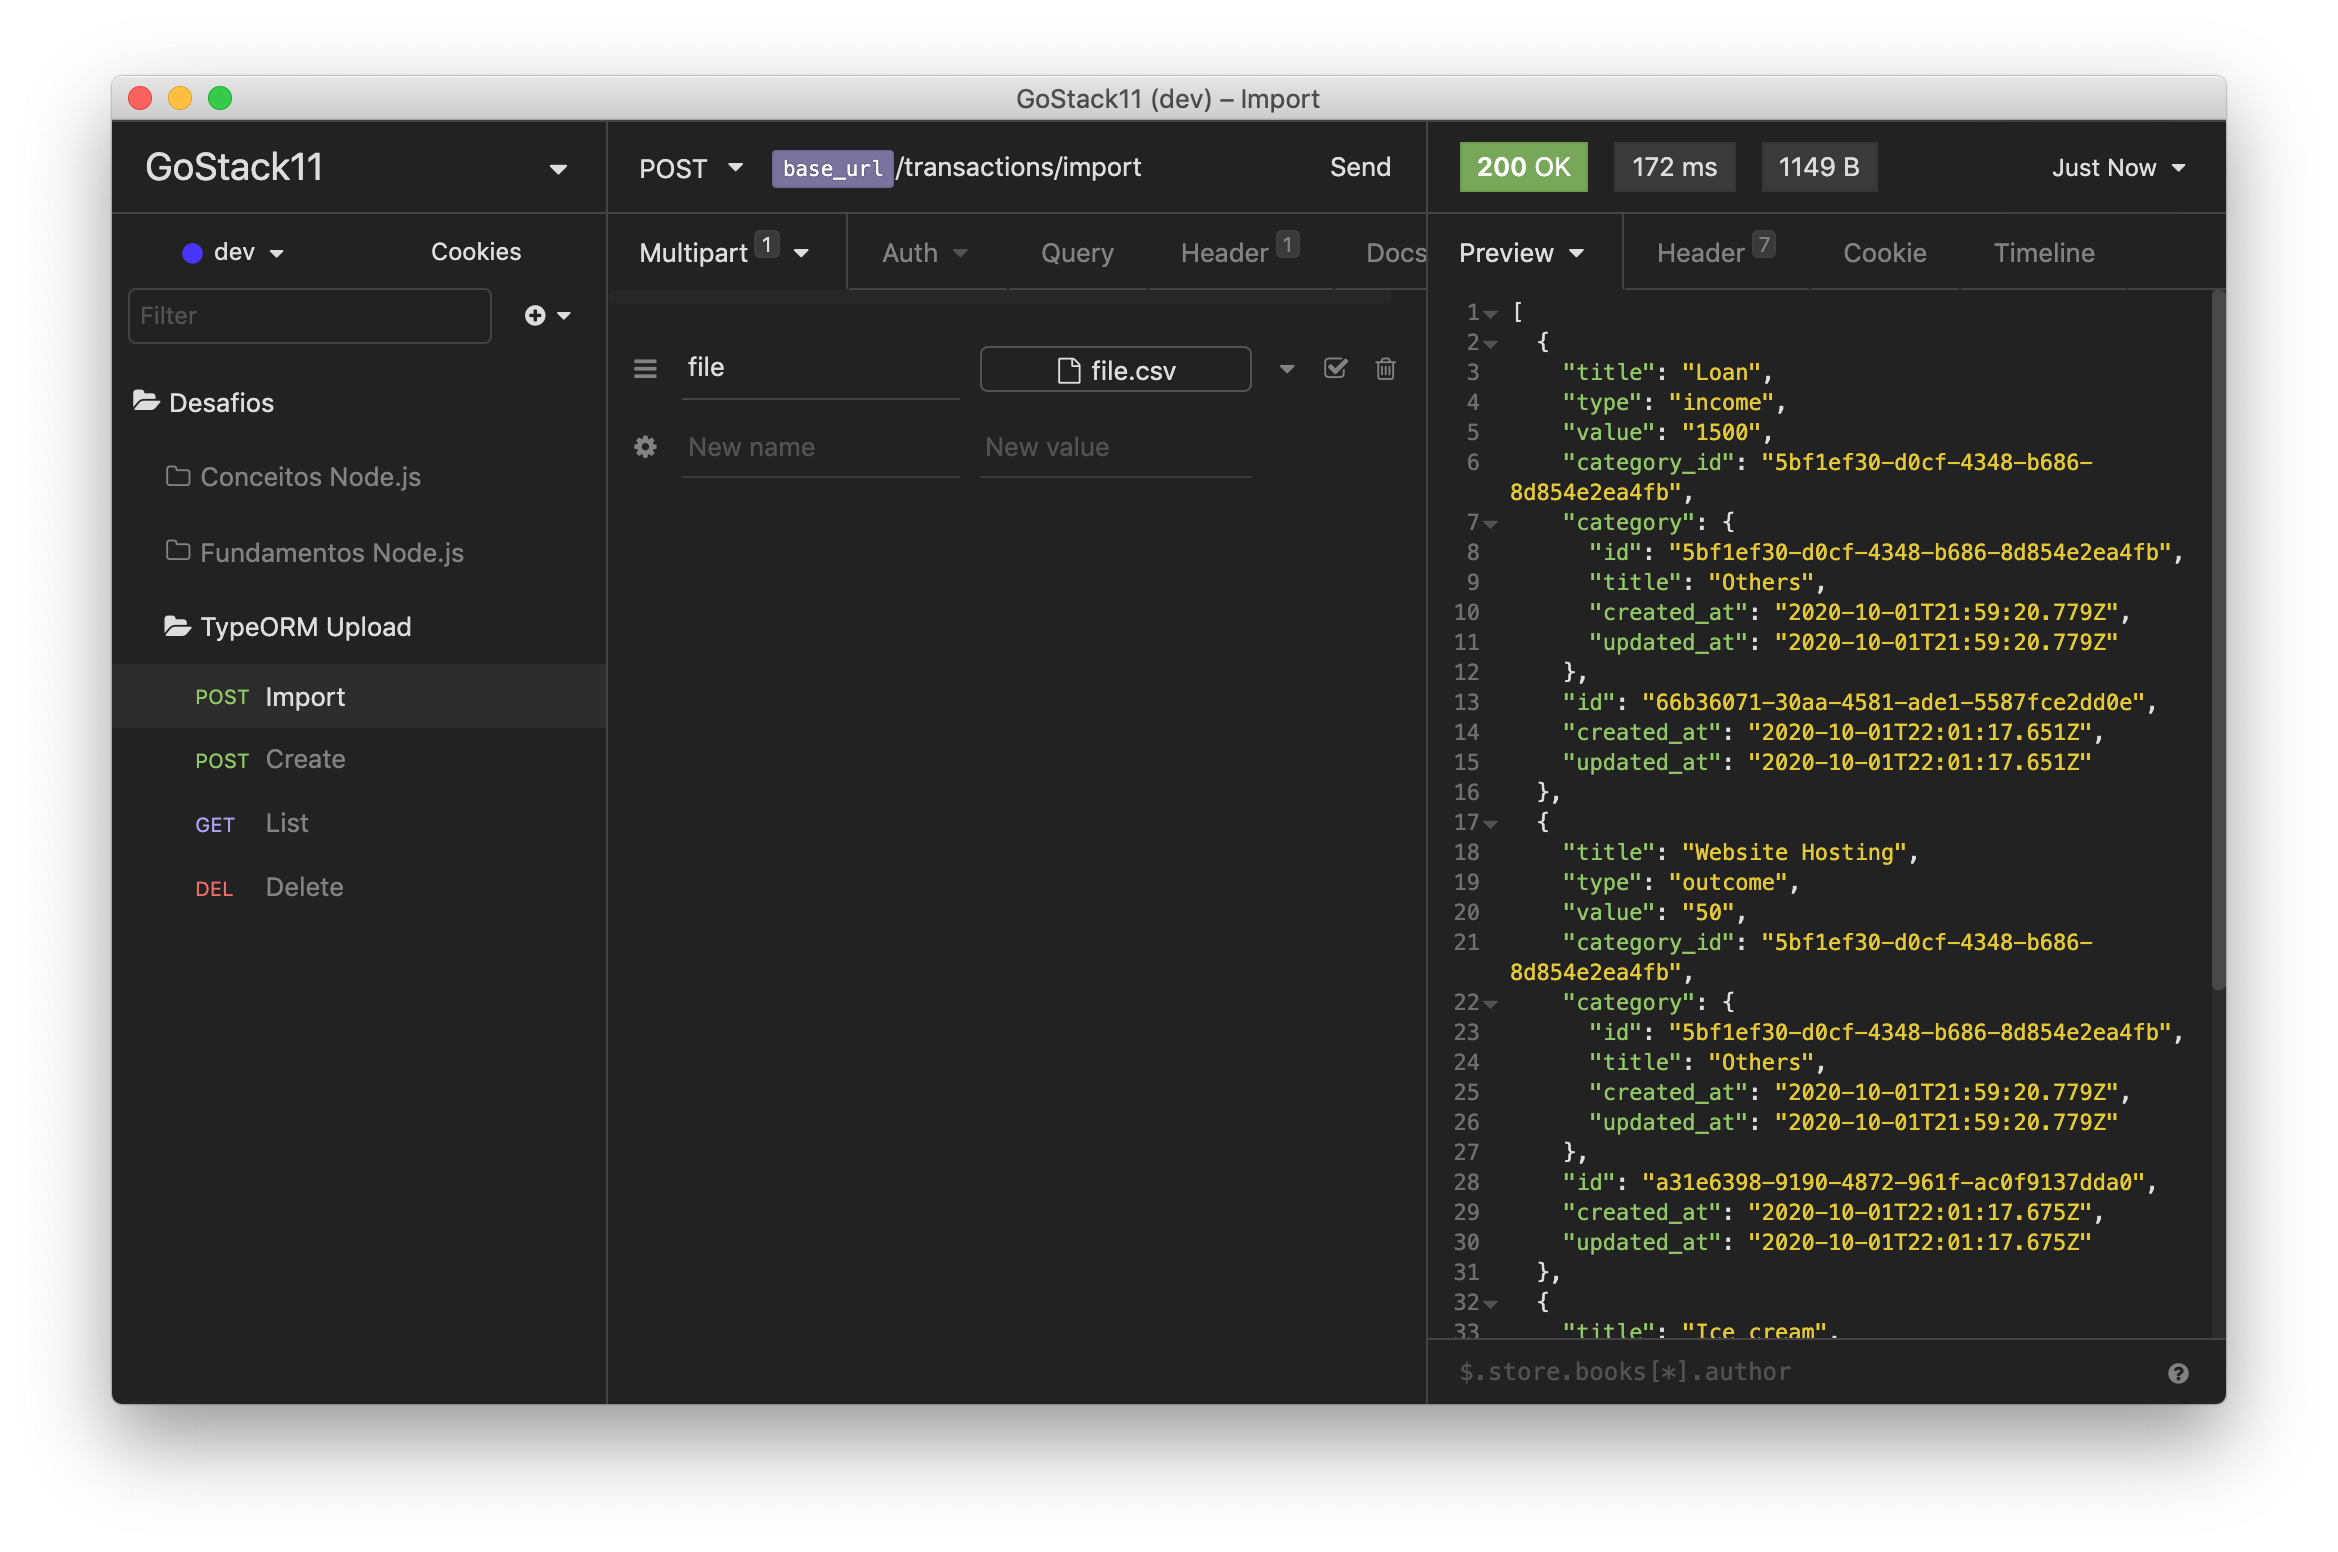 GoStack11 (dev) – Import
GoStack11
dev
Cookies
Filter
Desafios
Conceitos Node.js
Fundamentos Node.js
TypeORM Upload
POST Import
POST Create
GET List
DEL Delete
POST base_url/transactions/import Send
Multipart 1 Auth Query Header 1 Docs
file file.csv
New name New value
200 OK 172 ms 1149 B Just Now
Preview Header 7 Cookie Timeline
1 [
2 {
3 "title": "Loan",
4 "type": "income",
5 "value": "1500",
6 "category_id": "5bf1ef30-d0cf-4348-b686-
8d854e2ea4fb",
7 "category": {
8 "id": "5bf1ef30-d0cf-4348-b686-8d854e2ea4fb",
9 "title": "Others",
10 "created_at": "2020-10-01T21:59:20.779Z",
11 "updated_at": "2020-10-01T21:59:20.779Z"
12 },
13 "id": "66b36071-30aa-4581-ade1-5587fce2dd0e",
14 "created_at": "2020-10-01T22:01:17.651Z",
15 "updated_at": "2020-10-01T22:01:17.651Z"
16 },
17 {
18 "title": "Website Hosting",
19 "type": "outcome",
20 "value": "50",
21 "category_id": "5bf1ef30-d0cf-4348-b686-
8d854e2ea4fb",
22 "category": {
23 "id": "5bf1ef30-d0cf-4348-b686-8d854e2ea4fb",
24 "title": "Others",
25 "created_at": "2020-10-01T21:59:20.779Z",
26 "updated_at": "2020-10-01T21:59:20.779Z"
27 },
28 "id": "a31e6398-9190-4872-961f-ac0f9137dda0",
29 "created_at": "2020-10-01T22:01:17.675Z",
30 "updated_at": "2020-10-01T22:01:17.675Z"
31 },
32 {
33 "title": "Ice cream",
$.store.books[*].author